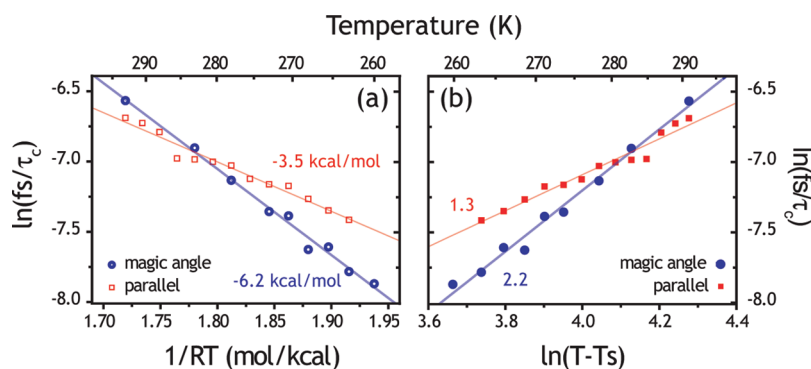 Temperature (K)
290 280 270 260
260 270 280 290
-6.5
-7.0
-7.5
-8.0
ln(fs/τc)
(a)
-3.5 kcal/mol
-6.2 kcal/mol
magic angle
parallel
1.70 1.75 1.80 1.85 1.90 1.95
1/RT (mol/kcal)
(b)
1.3
2.2
magic angle
parallel
3.6 3.8 4.0 4.2 4.4
ln(T-Ts)
-6.5
-7.0
-7.5
-8.0
ln(fs/τc)